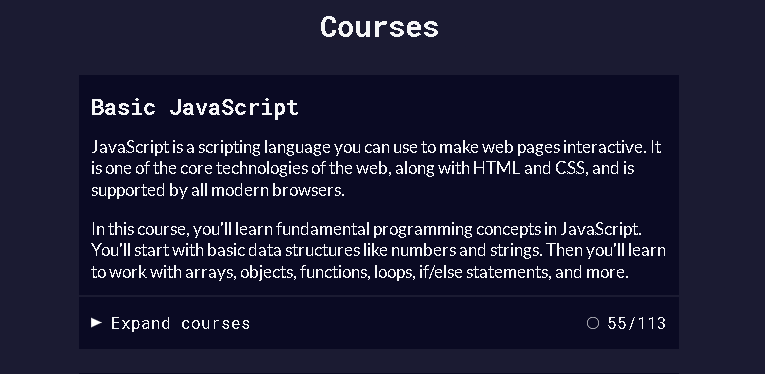 Courses
Basic JavaScript
JavaScript is a scripting language you can use to make web pages interactive. It
is one of the core technologies of the web, along with HTML and CSS, and is
supported by all modern browsers.
In this course, you'll learn fundamental programming concepts in JavaScript.
You'll start with basic data structures like numbers and strings. Then you'll learn
to work with arrays, objects, functions, loops, if/else statements, and more.
Expand courses 55/113